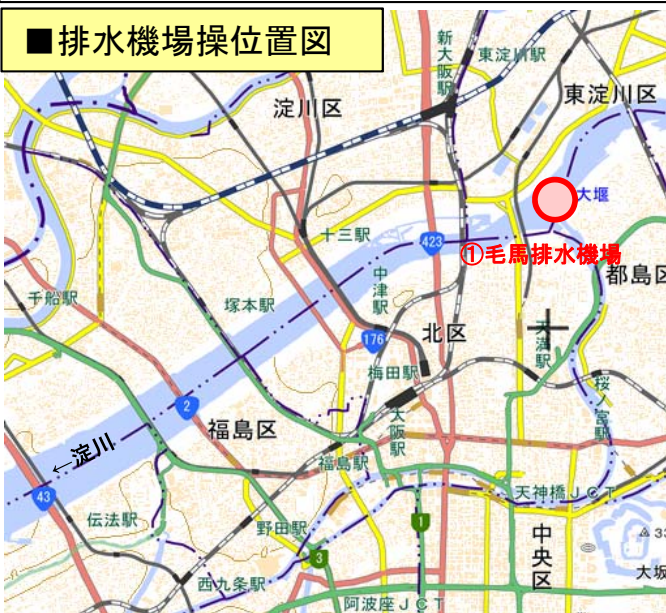 ■排水機場操位置図
新大阪駅
東淀川駅
東淀川区
淀川区
大堰
十三駅
423
①毛馬排水機場
都島区
千船駅
塚本駅
中津駅
176
北区
天満駅
梅田駅
桜ノ宮駅
2
大阪駅
福島区
←淀川
福島駅
43
天神橋JCT
伝法駅
野田駅
1
中央区
3
33
西九条駅
大坂
阿波座JCT